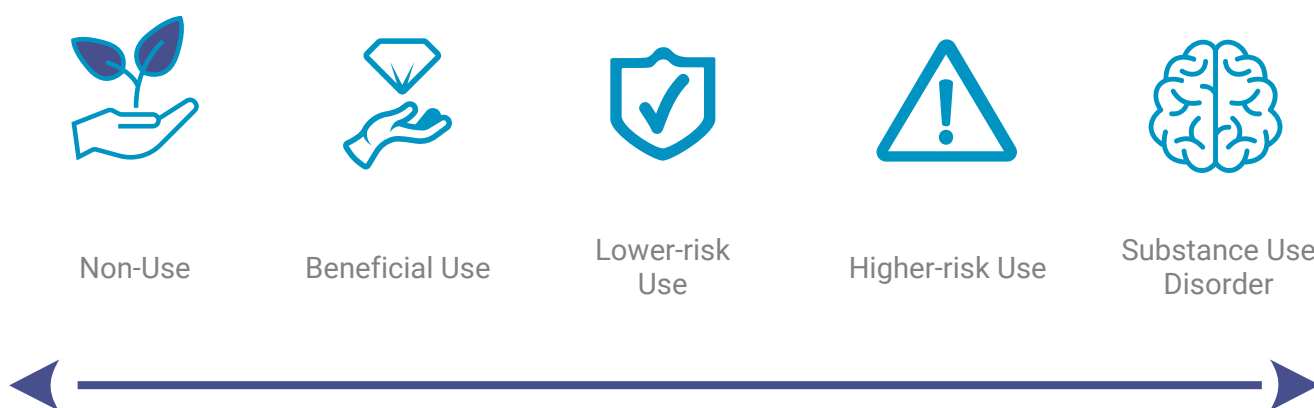 Non-Use
Beneficial Use
Lower-risk
Use
Higher-risk Use
Substance Use
Disorder